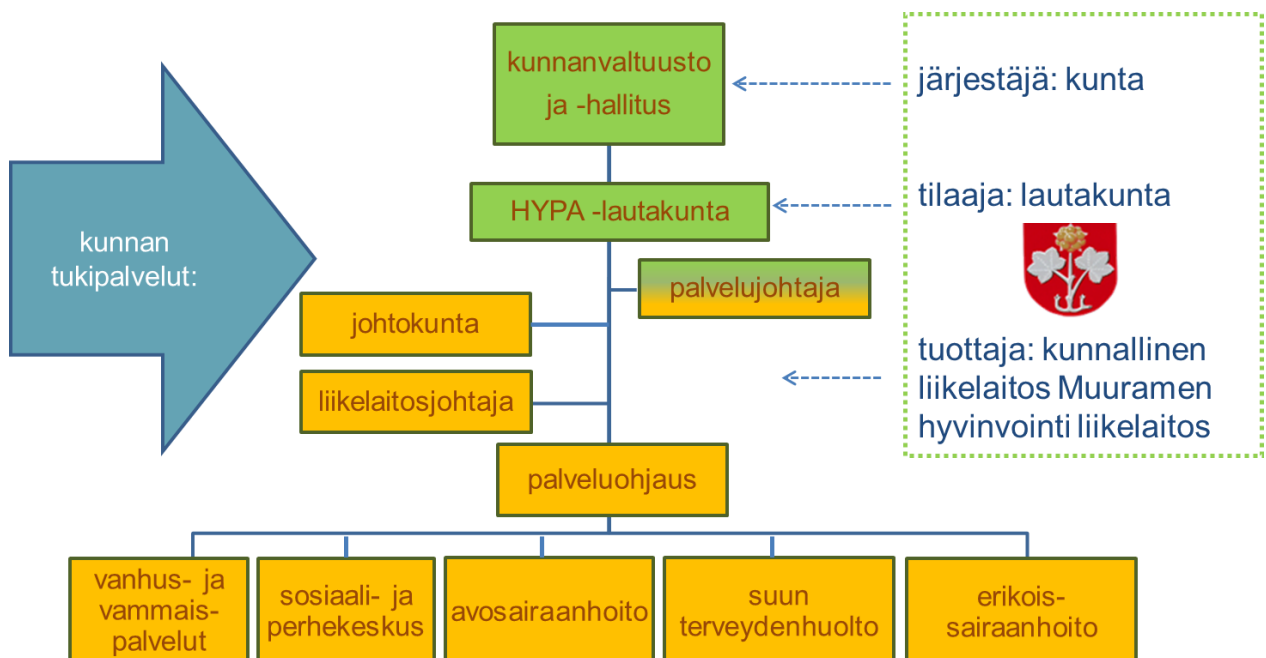 kunnanvaltuusto
ja -hallitus
järjestäjä: kunta
HYPA -lautakunta
tilaaja: lautakunta
kunnan
tukipalvelut:
palvelujohtaja
johtokunta
tuottaja: kunnallinen
liikelaitos Muuramen
hyvinvointi liikelaitos
liikelaitosjohtaja
palveluohjaus
vanhus- ja
vammais-
palvelut
sosiaali- ja
perhekeskus
avosairaanhoito
suun
terveydenhuolto
erikois-
sairaanhoito